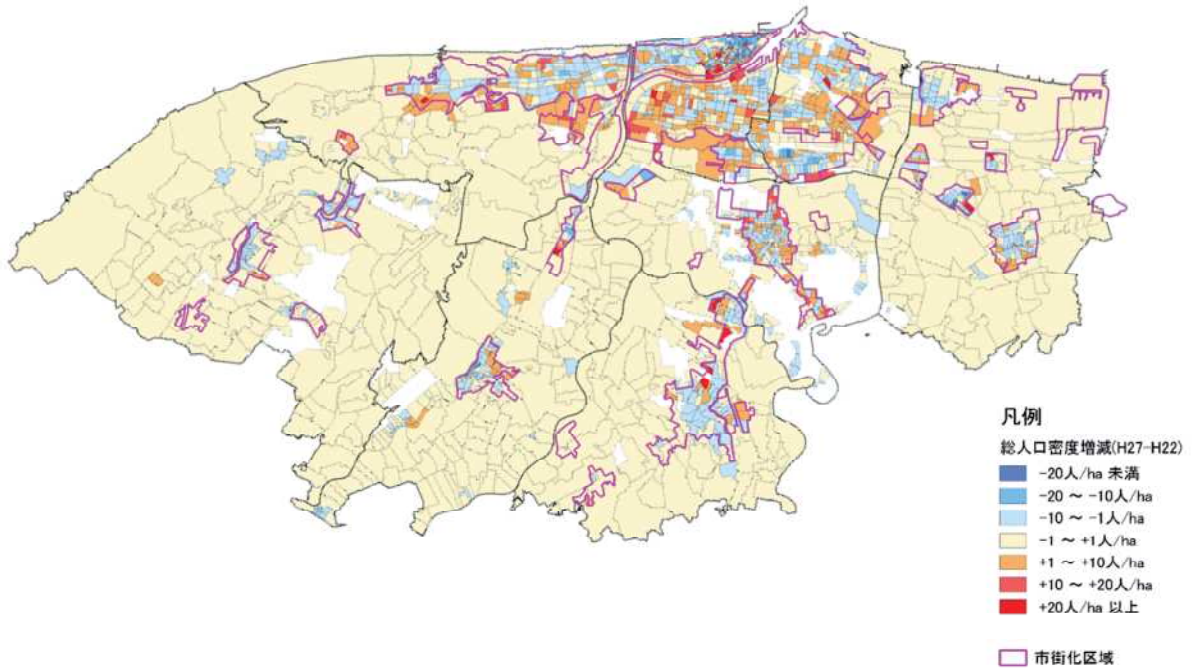 凡例
総人口密度増減(H27-H22)
-20人/ha 未満
-20 ～ -10人/ha
-10 ～ -1人/ha
-1 ～ +1人/ha
+1 ～ +10人/ha
+10 ～ +20人/ha
+20人/ha 以上
市街化区域